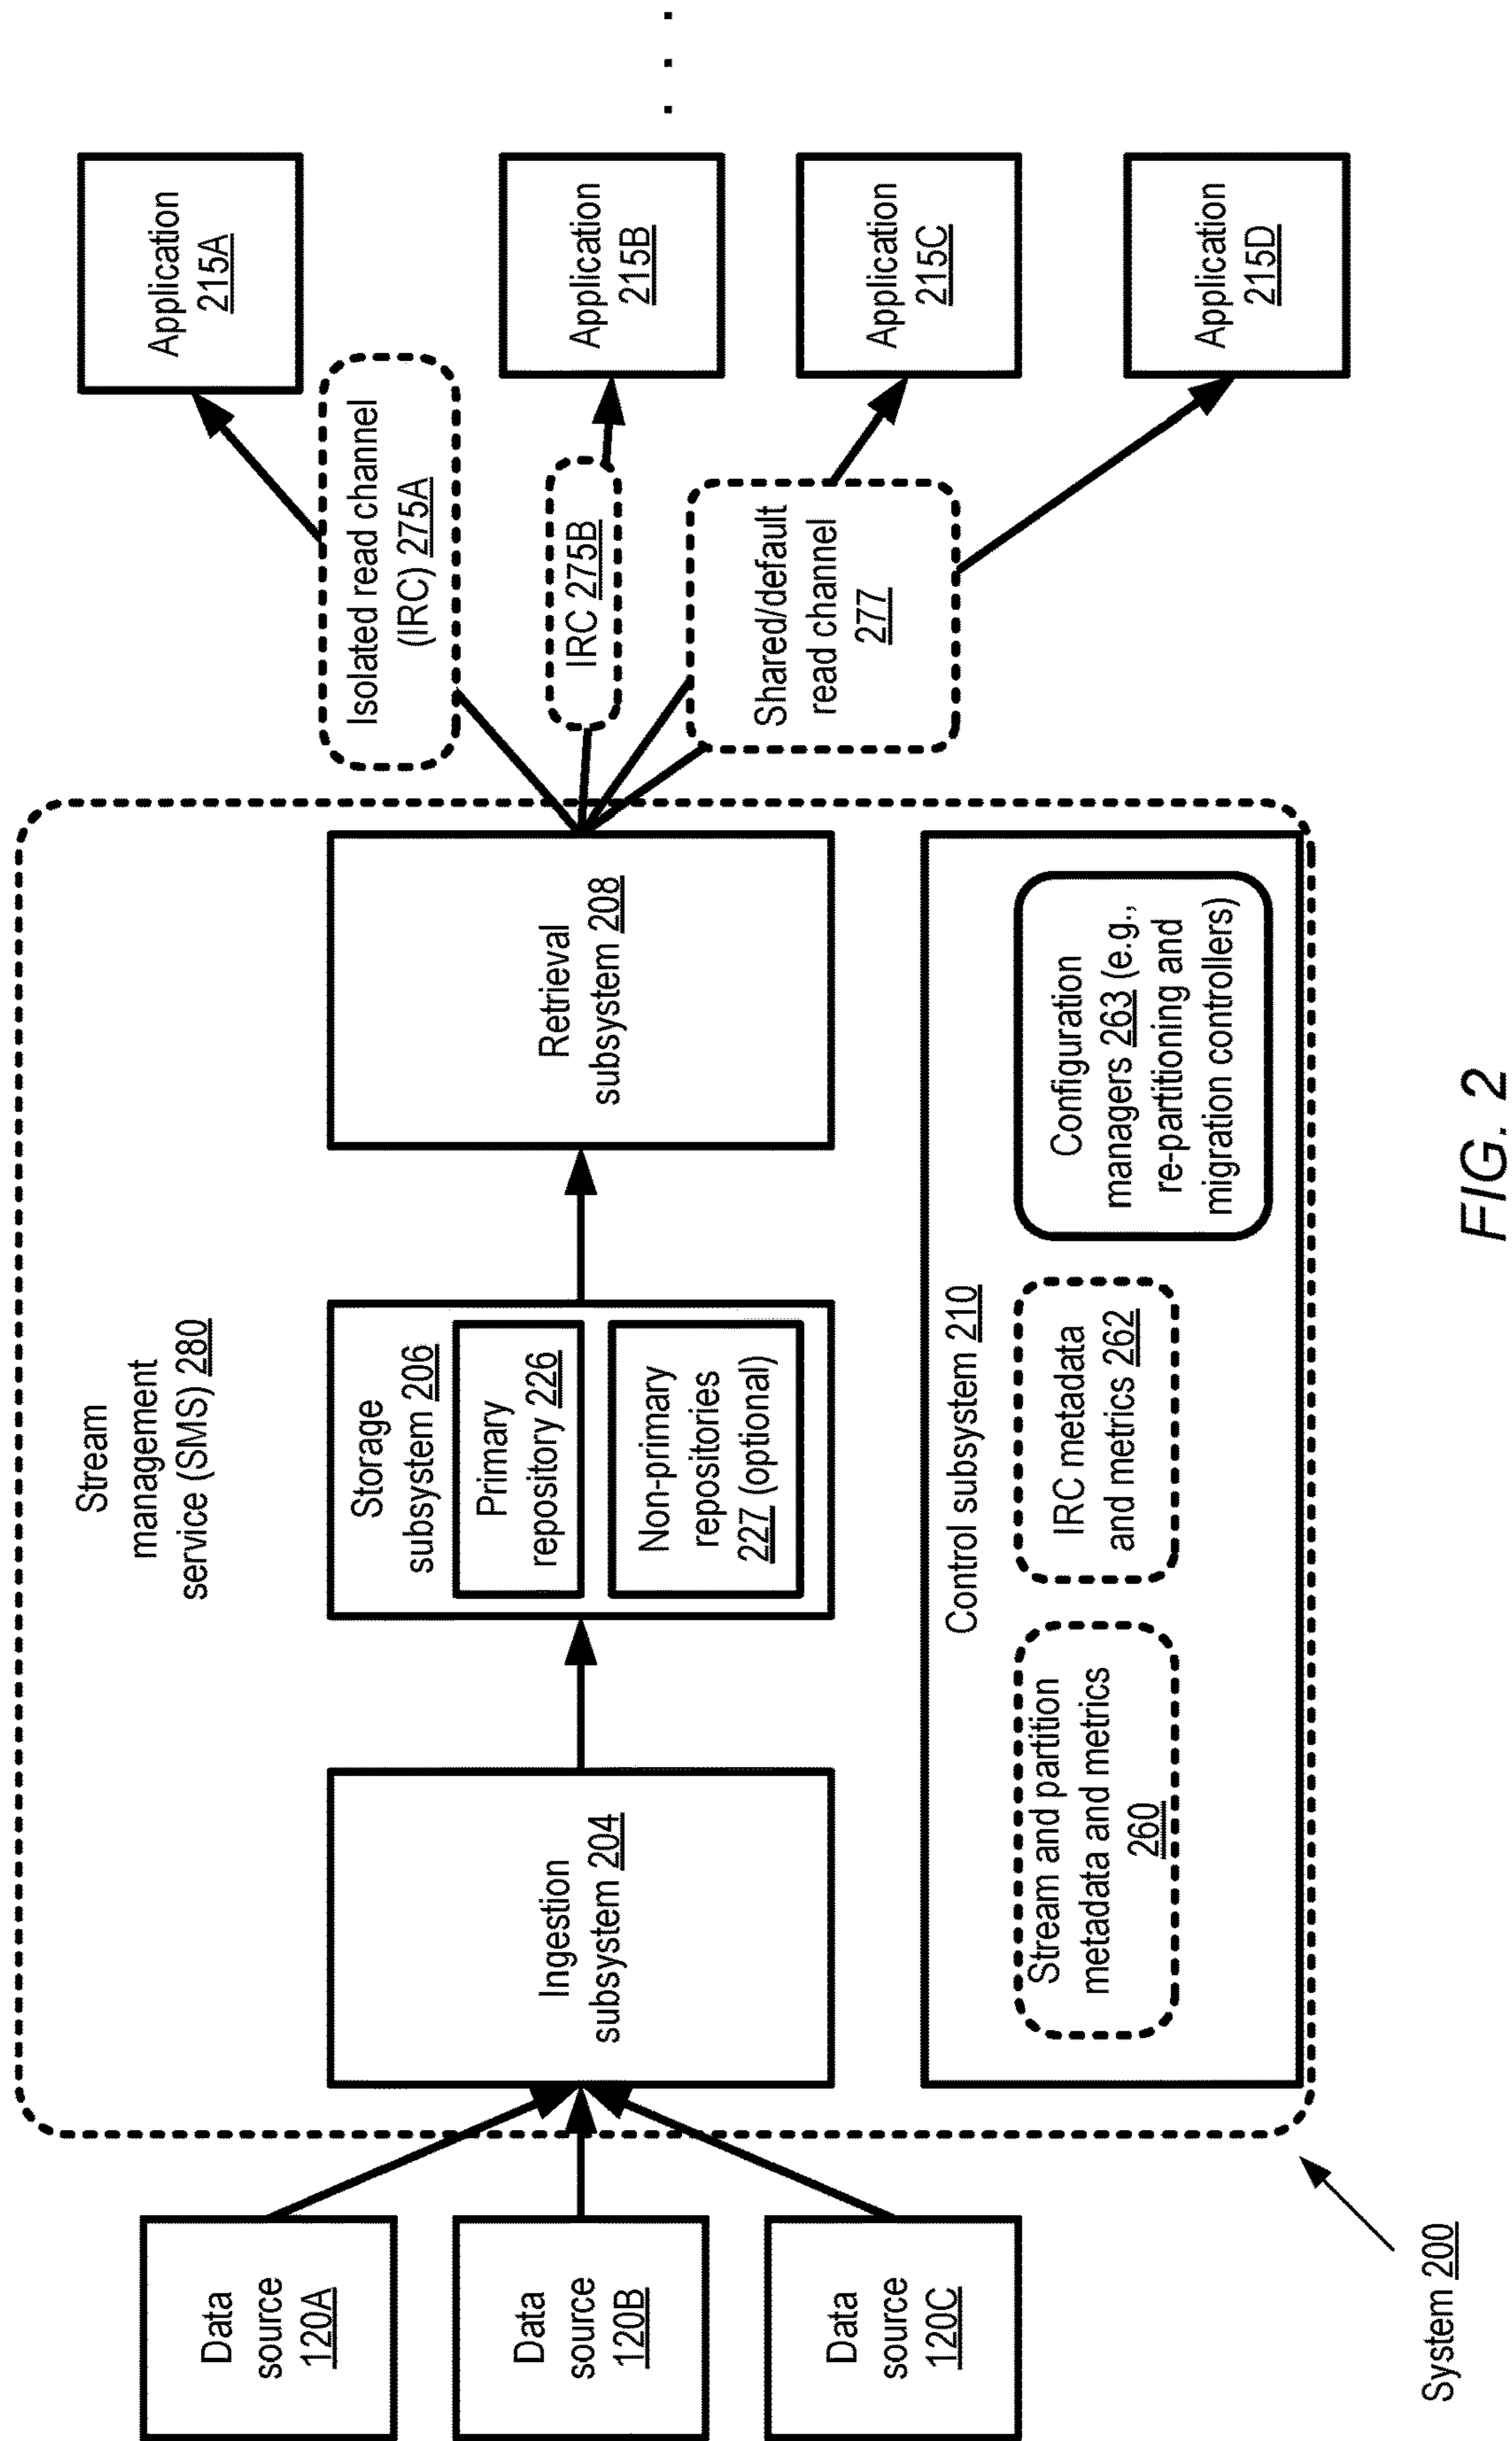 Stream
management
service (SMS) 280
Data
source
120A
Data
source
120B
Data
source
120C
Ingestion
subsystem 204
Storage
subsystem 206
Primary
repository 226
Non-primary
repositories
227 (optional)
Retrieval
subsystem 208
Control subsystem 210
Stream and partition
metadata and metrics
260
IRC metadata
and metrics 262
Configuration
managers 263 (e.g.,
re-partitioning and
migration controllers)
Isolated read channel
(IRC) 275A
IRC 275B
Shared/default
read channel
277
Application
215A
Application
215B
Application
215C
Application
215D
. . .
System 200
FIG. 2